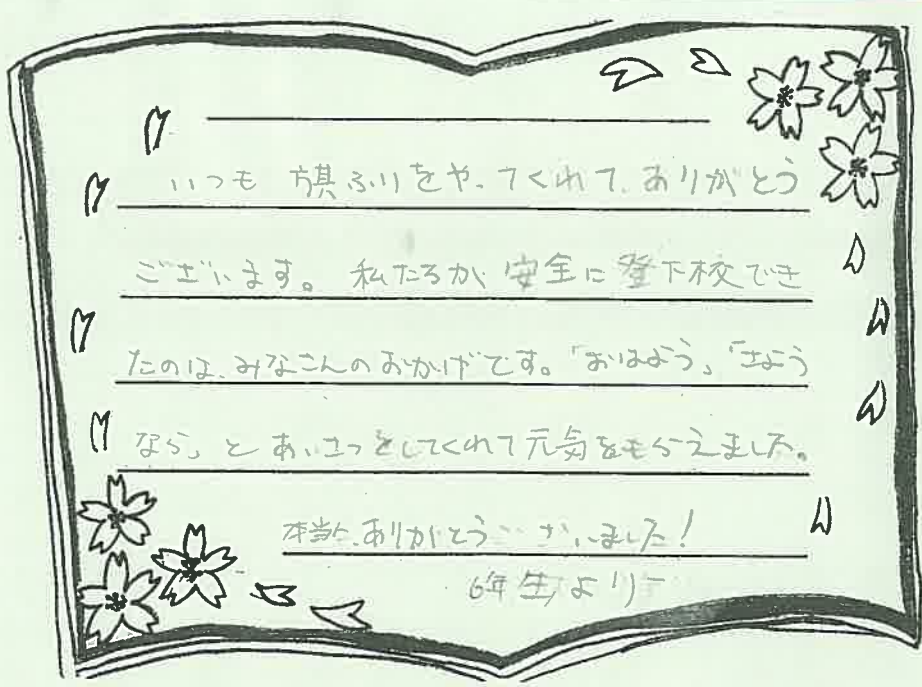 いつも 旗ふりをやってくれて、ありがとう
ございます。 私たちが 安全に 登下校でき
たのは、みなさんのおかげです。「おはよう」「さよう
なら」と あいさつをしてくれて元気をもらえました。
本当に、ありがとうございました!
6年生より